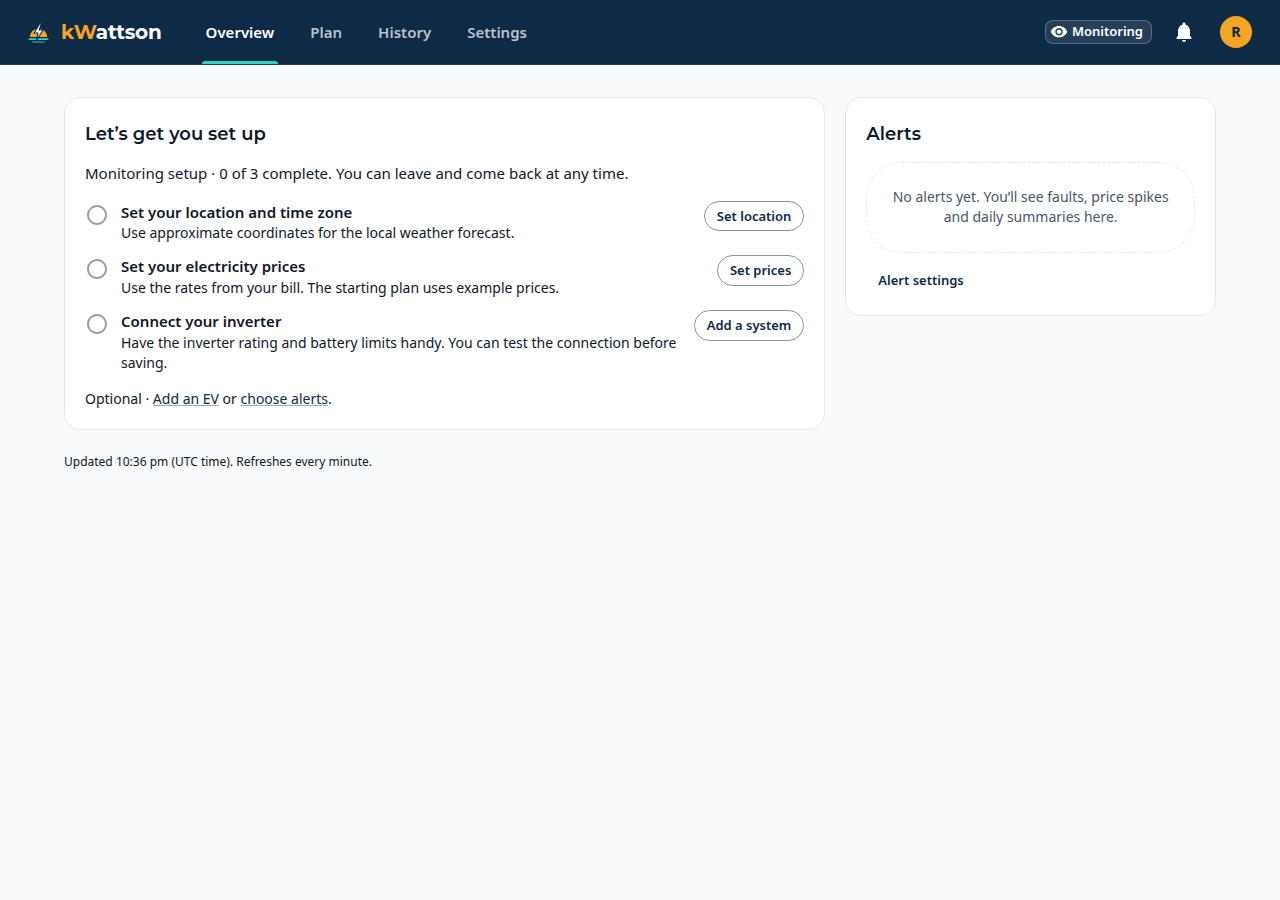 kWattson
Overview
Plan
History
Settings
Monitoring
R
Let’s get you set up
Monitoring setup · 0 of 3 complete. You can leave and come back at any time.
Set your location and time zone
Use approximate coordinates for the local weather forecast.
Set location
Set your electricity prices
Use the rates from your bill. The starting plan uses example prices.
Set prices
Connect your inverter
Have the inverter rating and battery limits handy. You can test the connection before
saving.
Add a system
Optional · Add an EV or choose alerts.
Alerts
No alerts yet. You’ll see faults, price spikes
and daily summaries here.
Alert settings
Updated 10:36 pm (UTC time). Refreshes every minute.